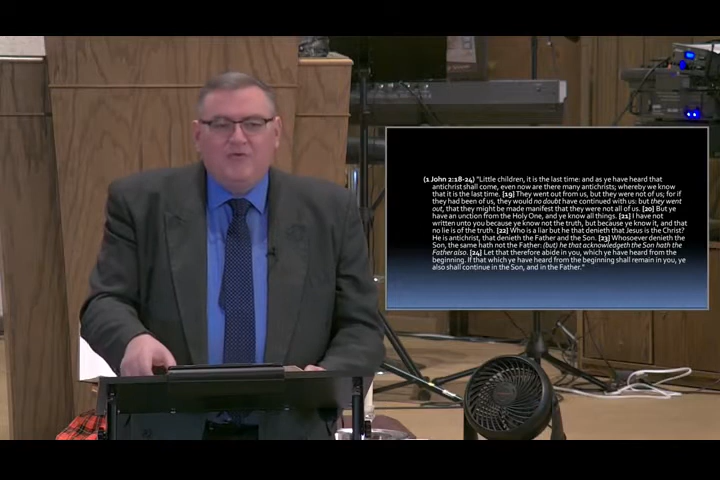 (1 John 2:18-24) "Little children, it is the last time: and as ye have heard that
antichrist shall come, even now are there many antichrists; whereby we know
that it is the last time. [19] They went out from us, but they were not of us; for if
they had been of us, they would no doubt have continued with us: but they went
out, that they might be made manifest that they were not all of us. [20] But ye
have an unction from the Holy One, and ye know all things. [21] I have not
written unto you because ye know not the truth, but because ye know it, and that
no lie is of the truth. [22] Who is a liar but he that denieth that Jesus is the Christ?
He is antichrist, that denieth the Father and the Son. [23] Whosoever denieth the
Son, the same hath not the Father: (but) he that acknowledgeth the Son hath the
Father also. [24] Let that therefore abide in you, which ye have heard from the
beginning. If that which ye have heard from the beginning shall remain in you, ye
also shall continue in the Son, and in the Father."